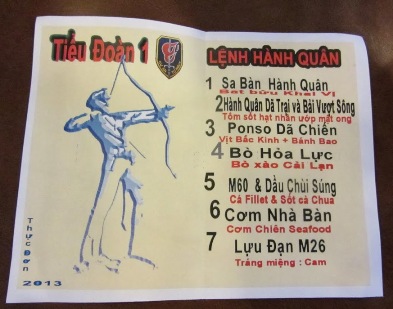 Tiểu Đoàn 1
LỆNH HÀNH QUÂN
1 Sa Bàn Hành Quân
Bát bửu Khai Vị
2 Hành Quân Dã Trại và Bài Vượt Sông
Tôm sốt hạt nhân ướp mật ong
3 Ponso Dã Chiến
Vịt Bắc Kinh + Bánh Bao
4 Bò Hỏa Lực
Bò xào Cải Lạn
5 M60 & Dầu Chùi Súng
Cá Fillet & Sốt cà Chua
6 Cơm Nhà Bàn
Cơm Chiên Seafood
7 Lựu Đạn M26
Tráng miệng : Cam
Thực Đơn
2013